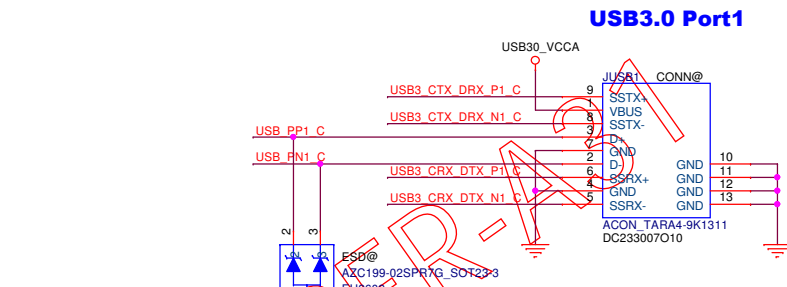 USB3.0 Port1
USB30_VCCA
JUSB1 CONN@
USB3_CTX_DRX_P1_C 9 SSTX+
1 VBUS
USB3_CTX_DRX_N1_C 8 SSTX-
USB_PP1_C 3 D+
7 GND
USB_PN1_C 2 D- GND 10
USB3_CRX_DTX_P1_C 6 SSRX+ GND 11
4 GND GND 12
USB3_CRX_DTX_N1_C 5 SSRX- GND 13
ACON_TARA4-9K1311
DC233007O10
2 3
ESD@
AZC199-02SPR7G_SOT23-3